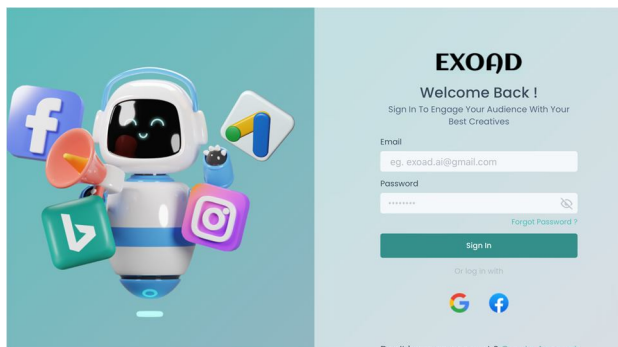 EXOAD
Welcome Back !
Sign In To Engage Your Audience With Your
Best Creatives
Email
eg. exoad.ai@gmail.com
Password
********
Forgot Password ?
Sign In
Or log in with